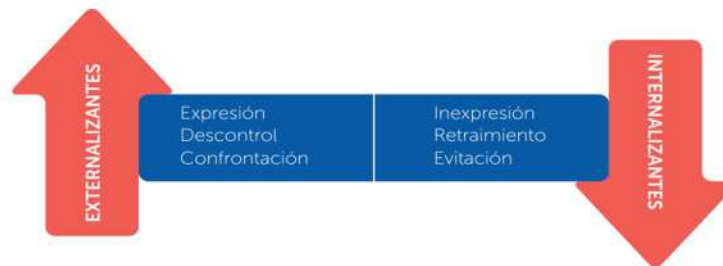 EXTERNALIZANTES
Expresión
Descontrol
Confrontación
Inexpresión
Retraimiento
Evitación
INTERNALIZANTES